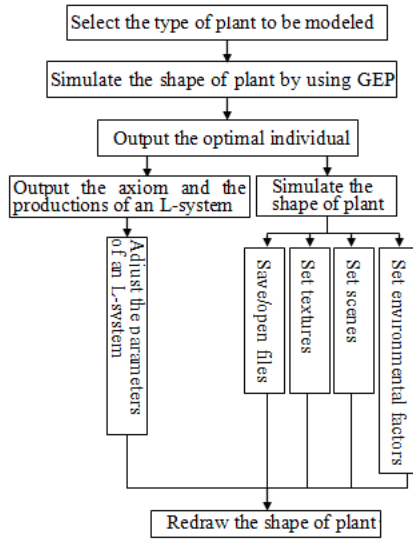 Select the type of plant to be modeled
Simulate the shape of plant by using GEP
Output the optimal individual
Output the axiom and the
productions of an L-system
Simulate the
shape of plant
Adjust the parameters
of an L-system
Save/open files
Set textures
Set scenes
Set environmental factors
Redraw the shape of plant